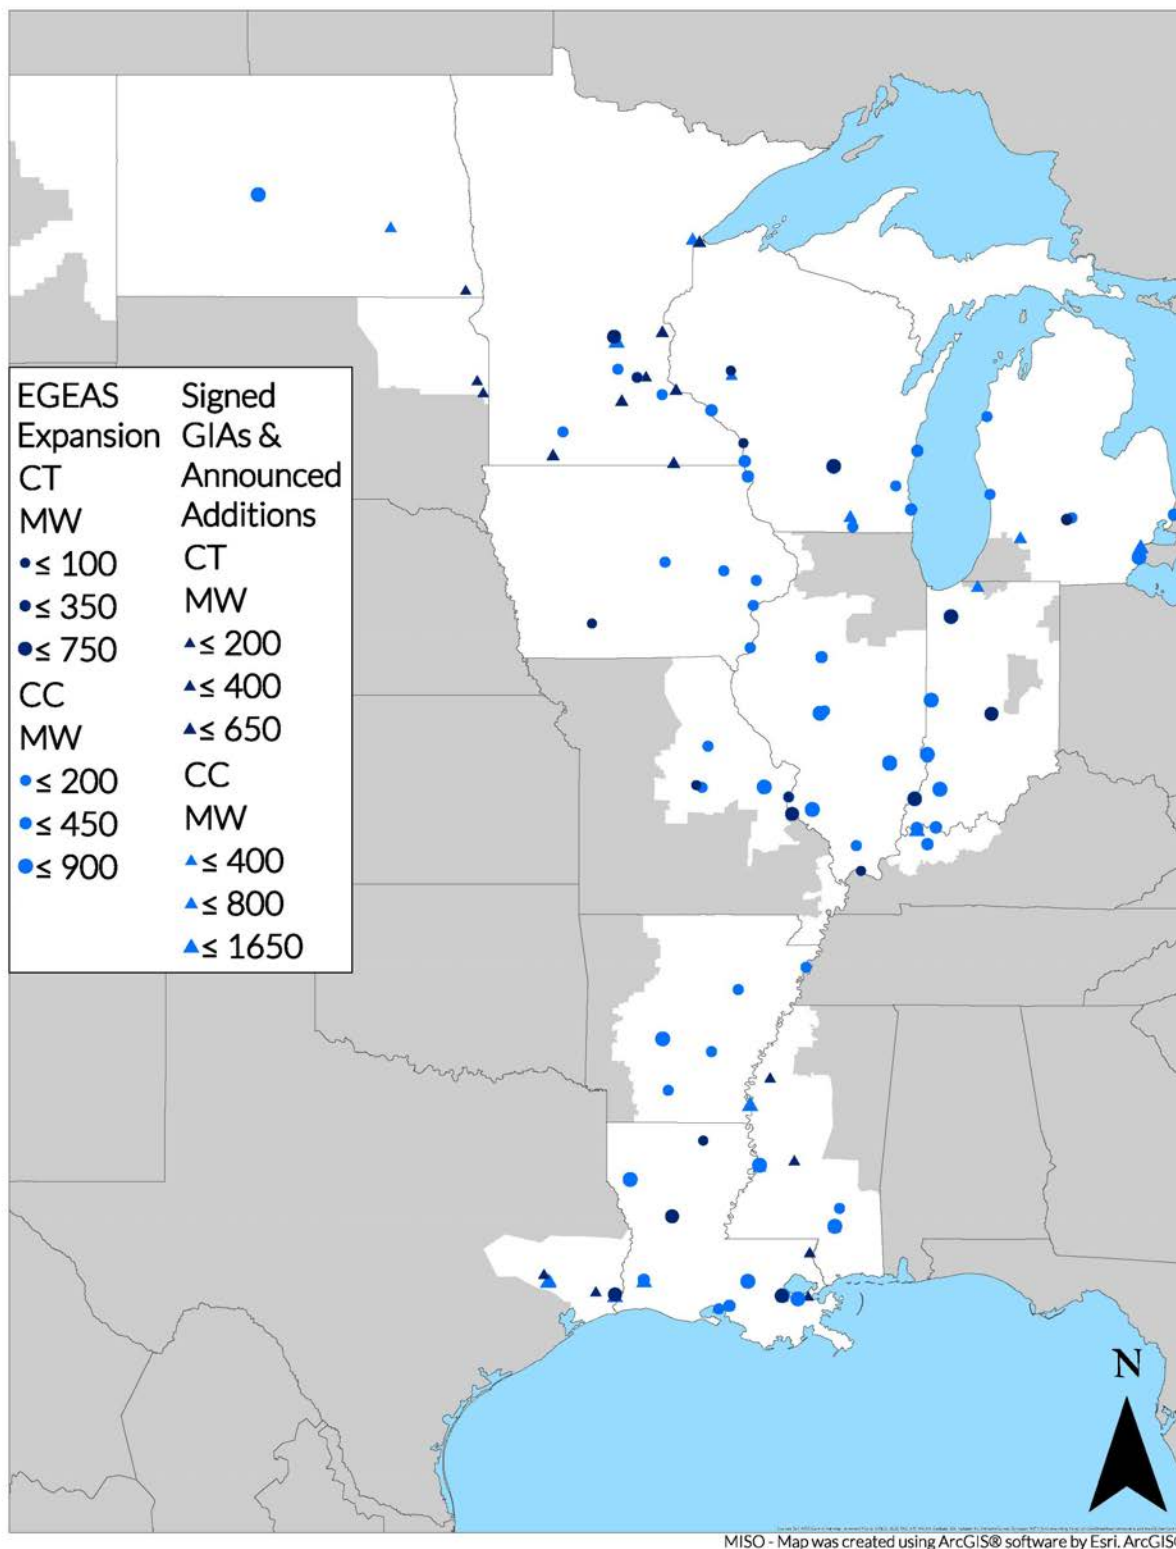 EGEAS
Expansion
CT
MW
≤ 100
≤ 350
≤ 750
CC
MW
≤ 200
≤ 450
≤ 900
Signed
GIAs &
Announced
Additions
CT
MW
≤ 200
≤ 400
≤ 650
CC
MW
≤ 400
≤ 800
≤ 1650
N
MISO - Map was created using ArcGIS® software by Esri. ArcGIS